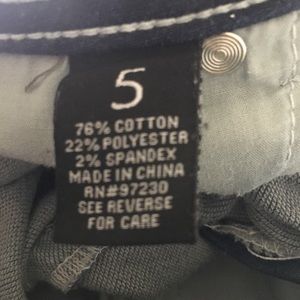 5
76% COTTON
22% POLYESTER
2% SPANDEX
MADE IN CHINA
RN#97230
SEE REVERSE
FOR CARE